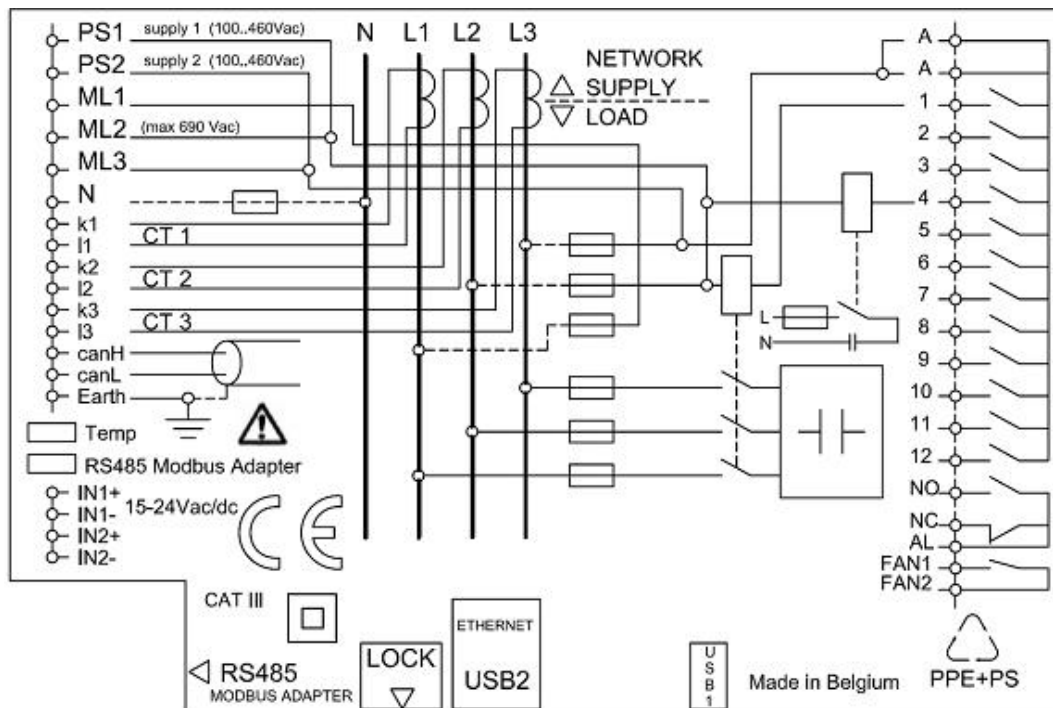 PS1 supply 1 (100..460Vac)
PS2 supply 2 (100..460Vac)
ML1
ML2 (max 690 Vac)
ML3
N
k1
l1 CT 1
k2
l2 CT 2
k3
l3 CT 3
canH
canL
Earth
Temp
RS485 Modbus Adapter
IN1+ 15-24Vac/dc
IN1-
IN2+
IN2-
CE
N L1 L2 L3
NETWORK
SUPPLY
LOAD
L
N
A
A
1
2
3
4
5
6
7
8
9
10
11
12
NO
NC
AL
FAN1
FAN2
CAT III
RS485
MODBUS ADAPTER
LOCK
ETHERNET
USB2
USB1
Made in Belgium
PPE+PS